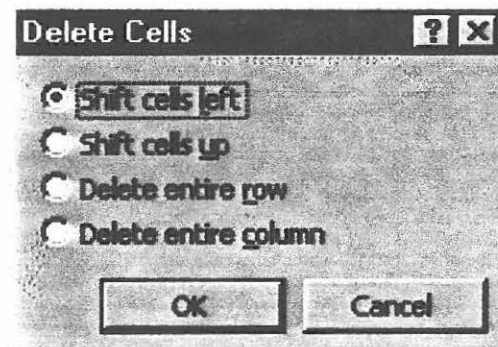 Delete Cells ? X
Shift cells left
Shift cells up
Delete entire row
Delete entire column
OK Cancel